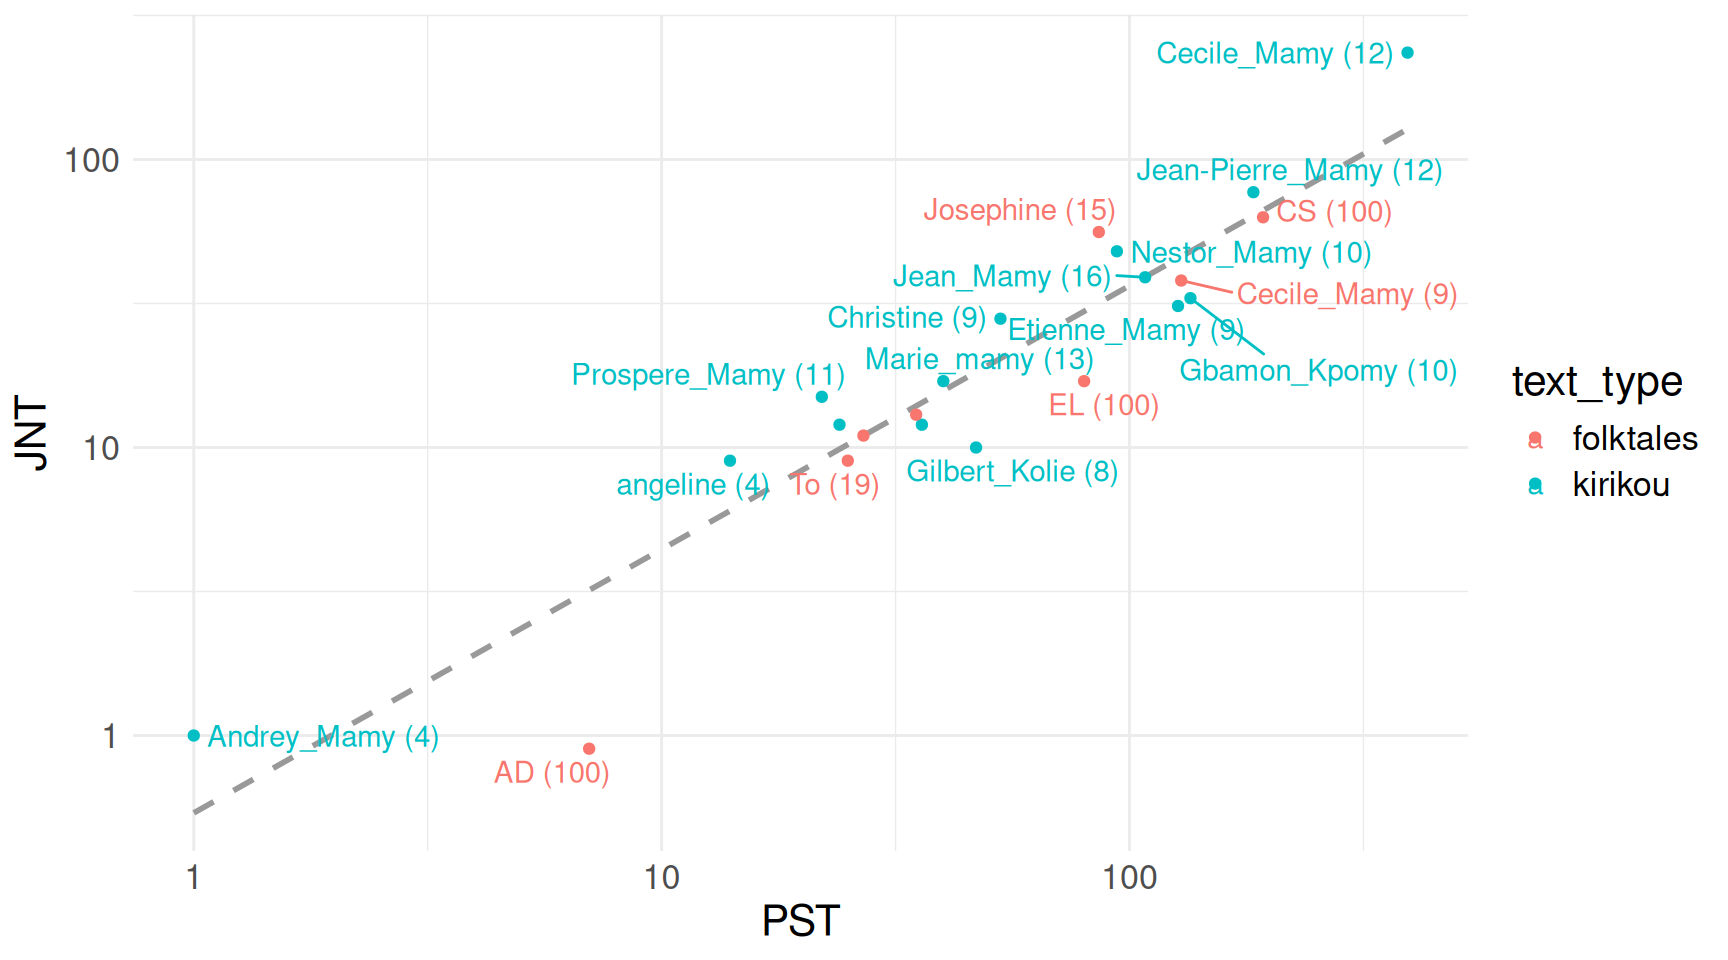 Cecile_Mamy (12)
100
Jean-Pierre_Mamy (12)
Josephine (15)
CS (100)
Nestor_Mamy (10)
Jean_Mamy (16)
Cecile_Mamy (9)
Christine (9)
Etienne_Mamy (9)
Marie_mamy (13)
Prospere_Mamy (11)
Gbamon_Kpomy (10)
EL (100)
JNT
10
angeline (4)
To (19)
Gilbert_Kolie (8)
1
Andrey_Mamy (4)
AD (100)
1
10
100
PST
text_type
a folktales
a kirikou